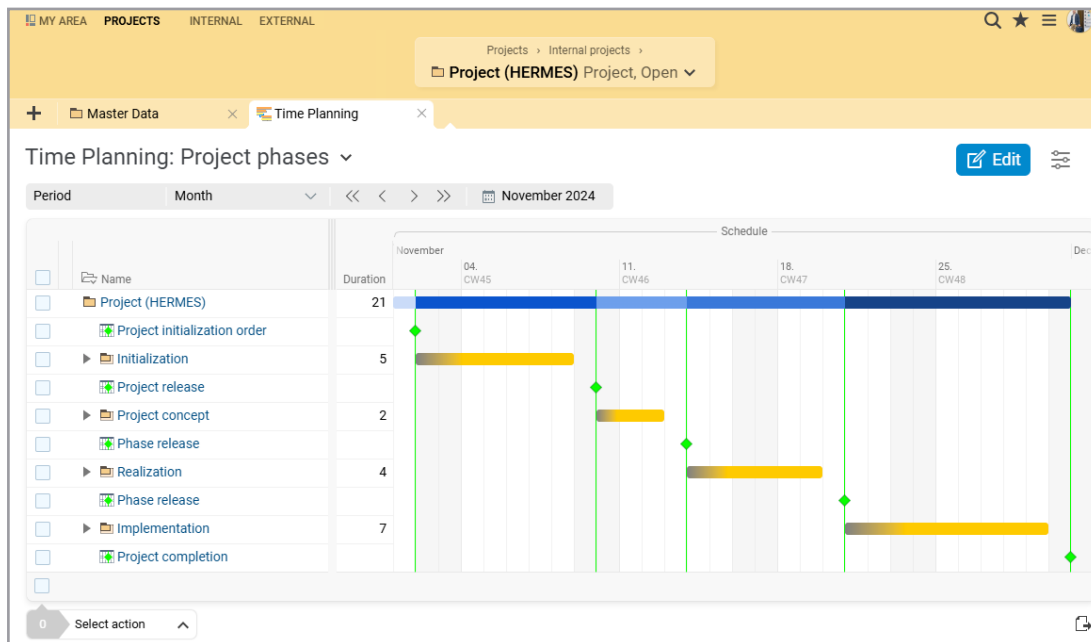 MY AREA PROJECTS INTERNAL EXTERNAL
Projects › Internal projects ›
Project (HERMES) Project, Open
Master Data Time Planning
Time Planning: Project phases
Edit
Period Month November 2024
Schedule
November Dec
04. 11. 18. 25.
Name Duration CW45 CW46 CW47 CW48
Project (HERMES) 21
Project initialization order
Initialization 5
Project release
Project concept 2
Phase release
Realization 4
Phase release
Implementation 7
Project completion
0 Select action